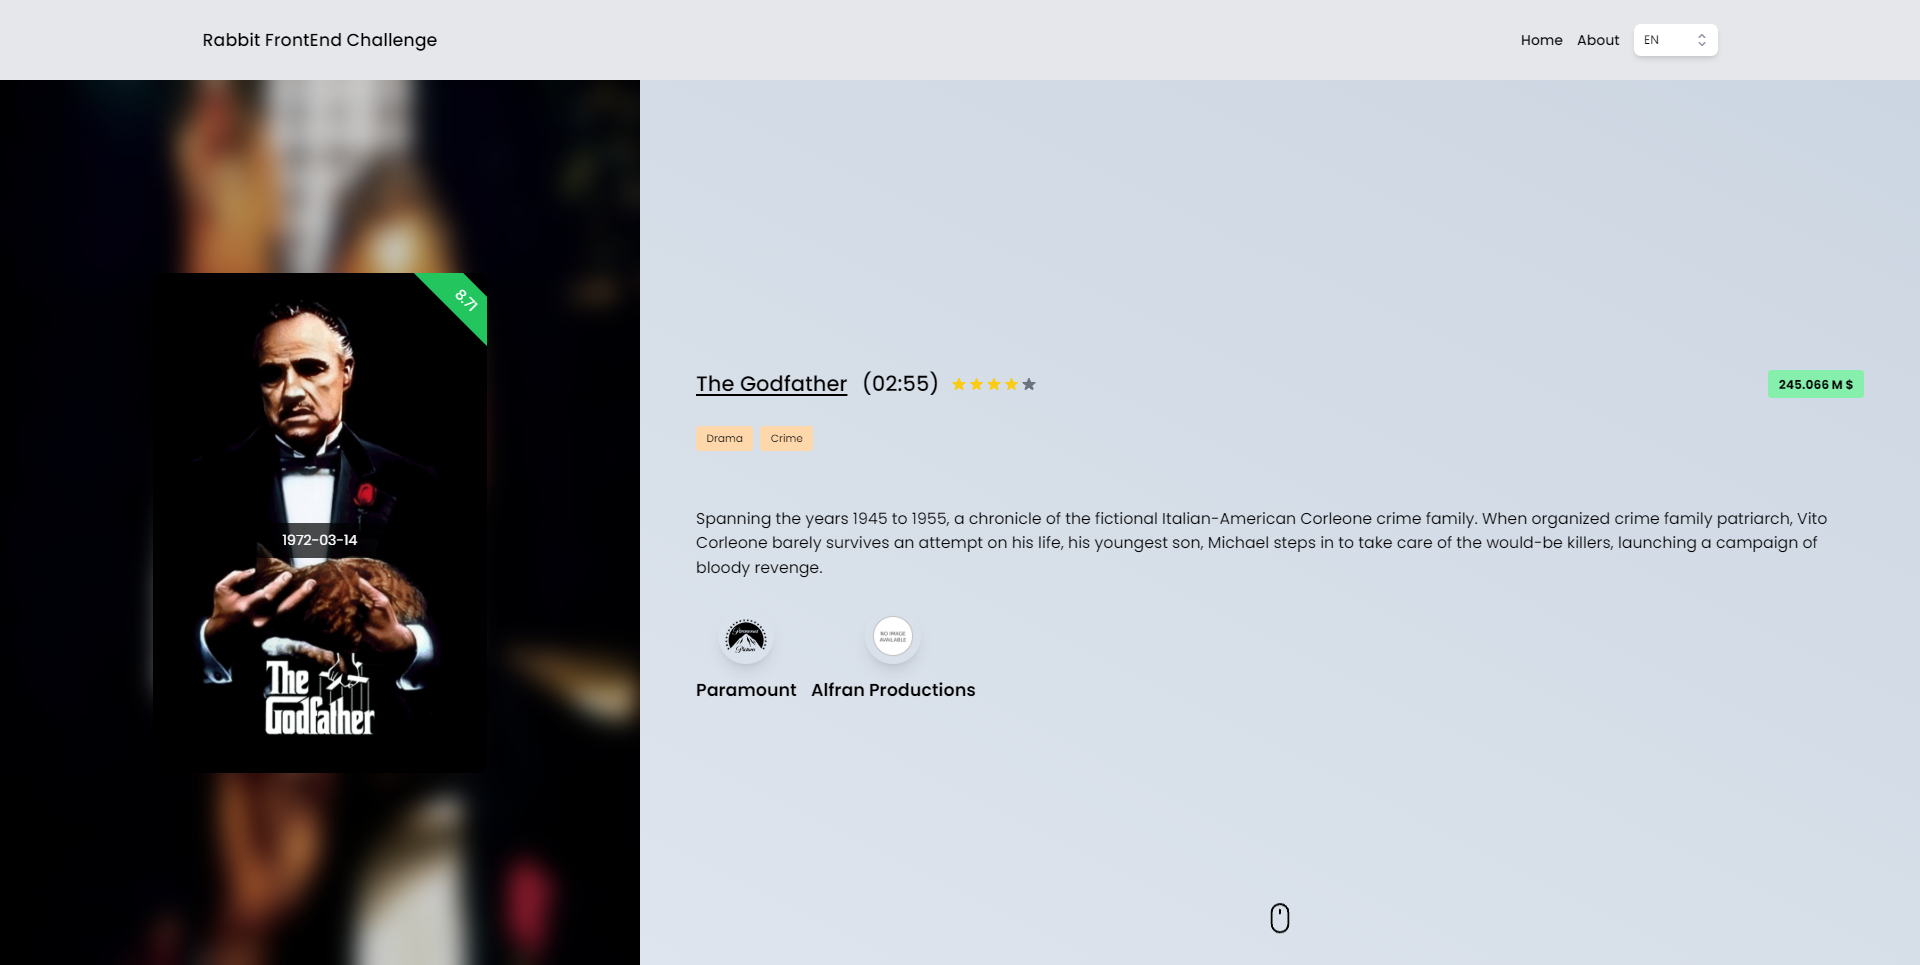 Rabbit FrontEnd Challenge
Home About EN
8.71
1972-03-14
The
Godfather
The Godfather (02:55)
245.066 M $
Drama Crime
Spanning the years 1945 to 1955, a chronicle of the fictional Italian-American Corleone crime family. When organized crime family patriarch, Vito
Corleone barely survives an attempt on his life, his youngest son, Michael steps in to take care of the would-be killers, launching a campaign of
bloody revenge.
Paramount
Pictures
NO IMAGE
AVAILABLE
Paramount Alfran Productions